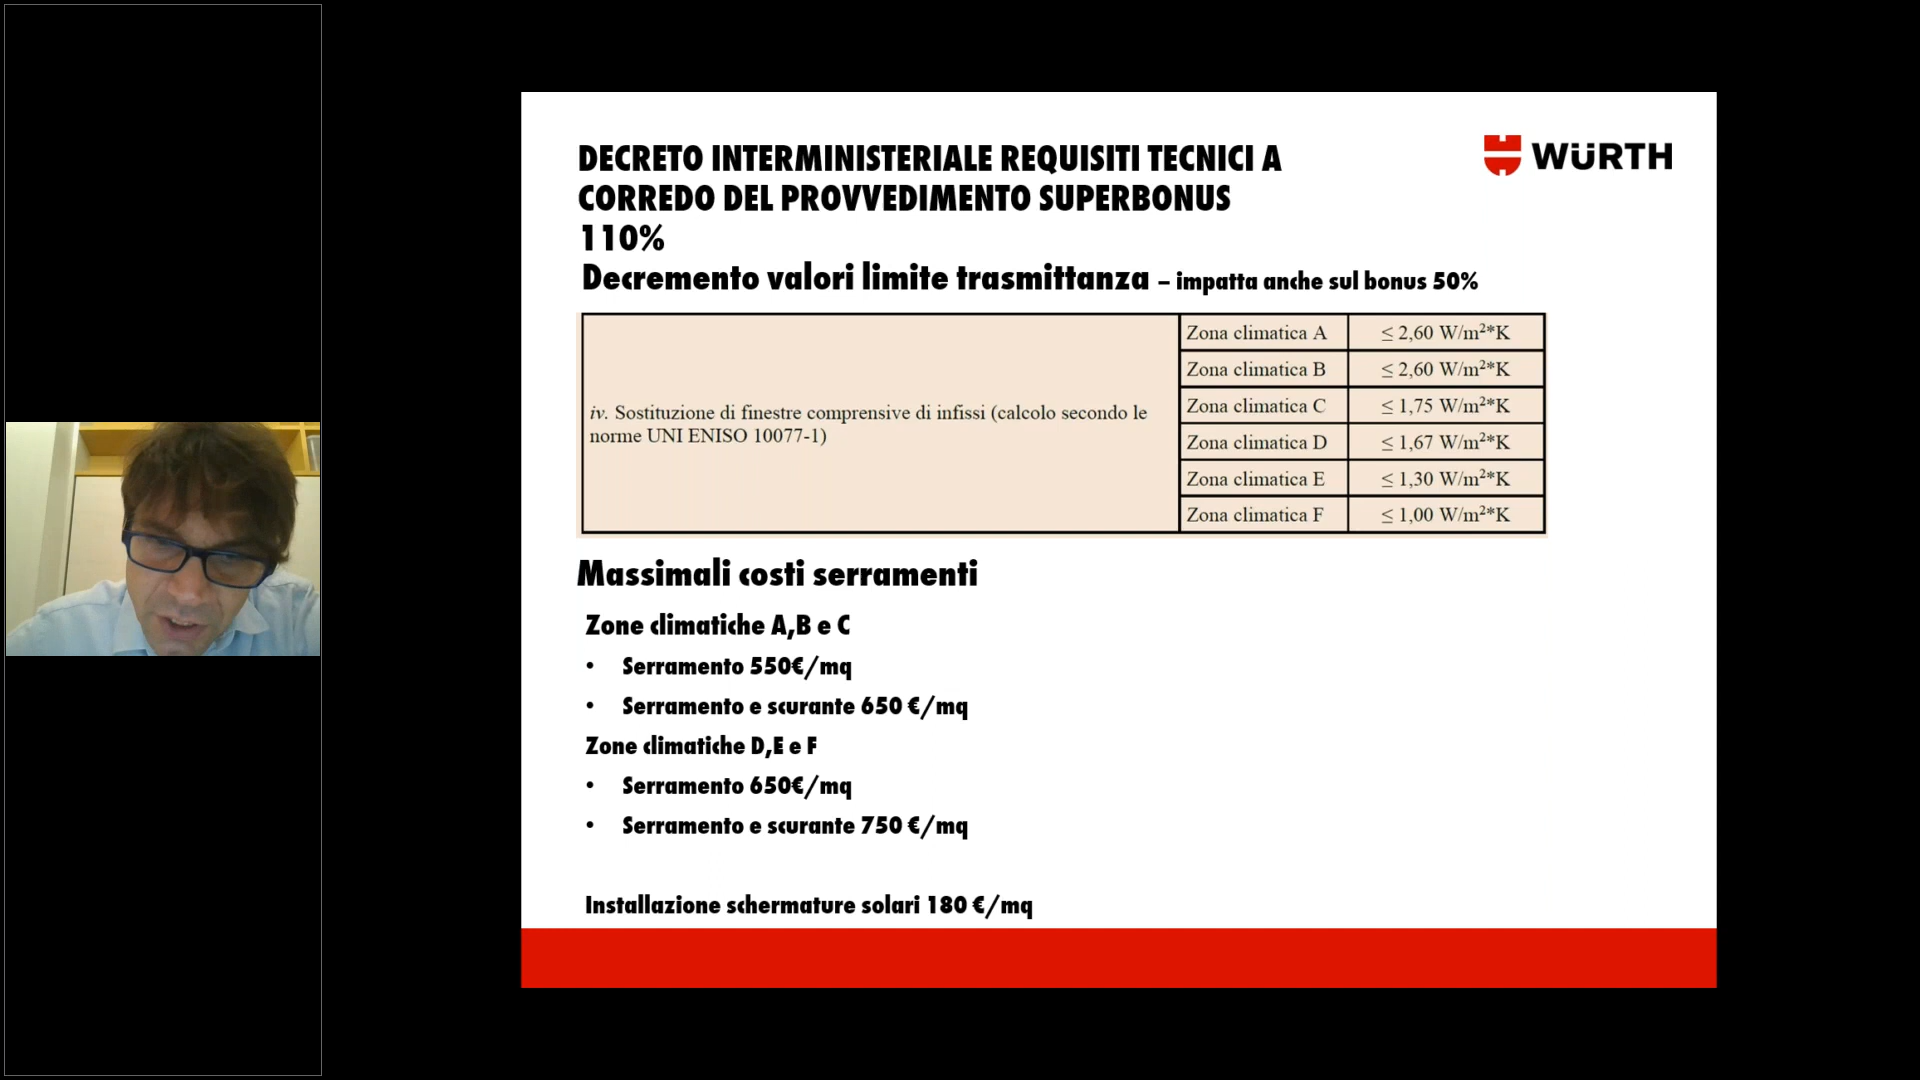 DECRETO INTERMINISTERIALE REQUISITI TECNICI A
CORREDO DEL PROVVEDIMENTO SUPERBONUS
110%
WÜRTH
Decremento valori limite trasmittanza – impatta anche sul bonus 50%
iv. Sostituzione di finestre comprensive di infissi (calcolo secondo le
norme UNI ENISO 10077-1)
Zona climatica A ≤ 2,60 W/m²*K
Zona climatica B ≤ 2,60 W/m²*K
Zona climatica C ≤ 1,75 W/m²*K
Zona climatica D ≤ 1,67 W/m²*K
Zona climatica E ≤ 1,30 W/m²*K
Zona climatica F ≤ 1,00 W/m²*K
Massimali costi serramenti
Zone climatiche A,B e C
• Serramento 550€/mq
• Serramento e scurante 650 €/mq
Zone climatiche D,E e F
• Serramento 650€/mq
• Serramento e scurante 750 €/mq
Installazione schermature solari 180 €/mq